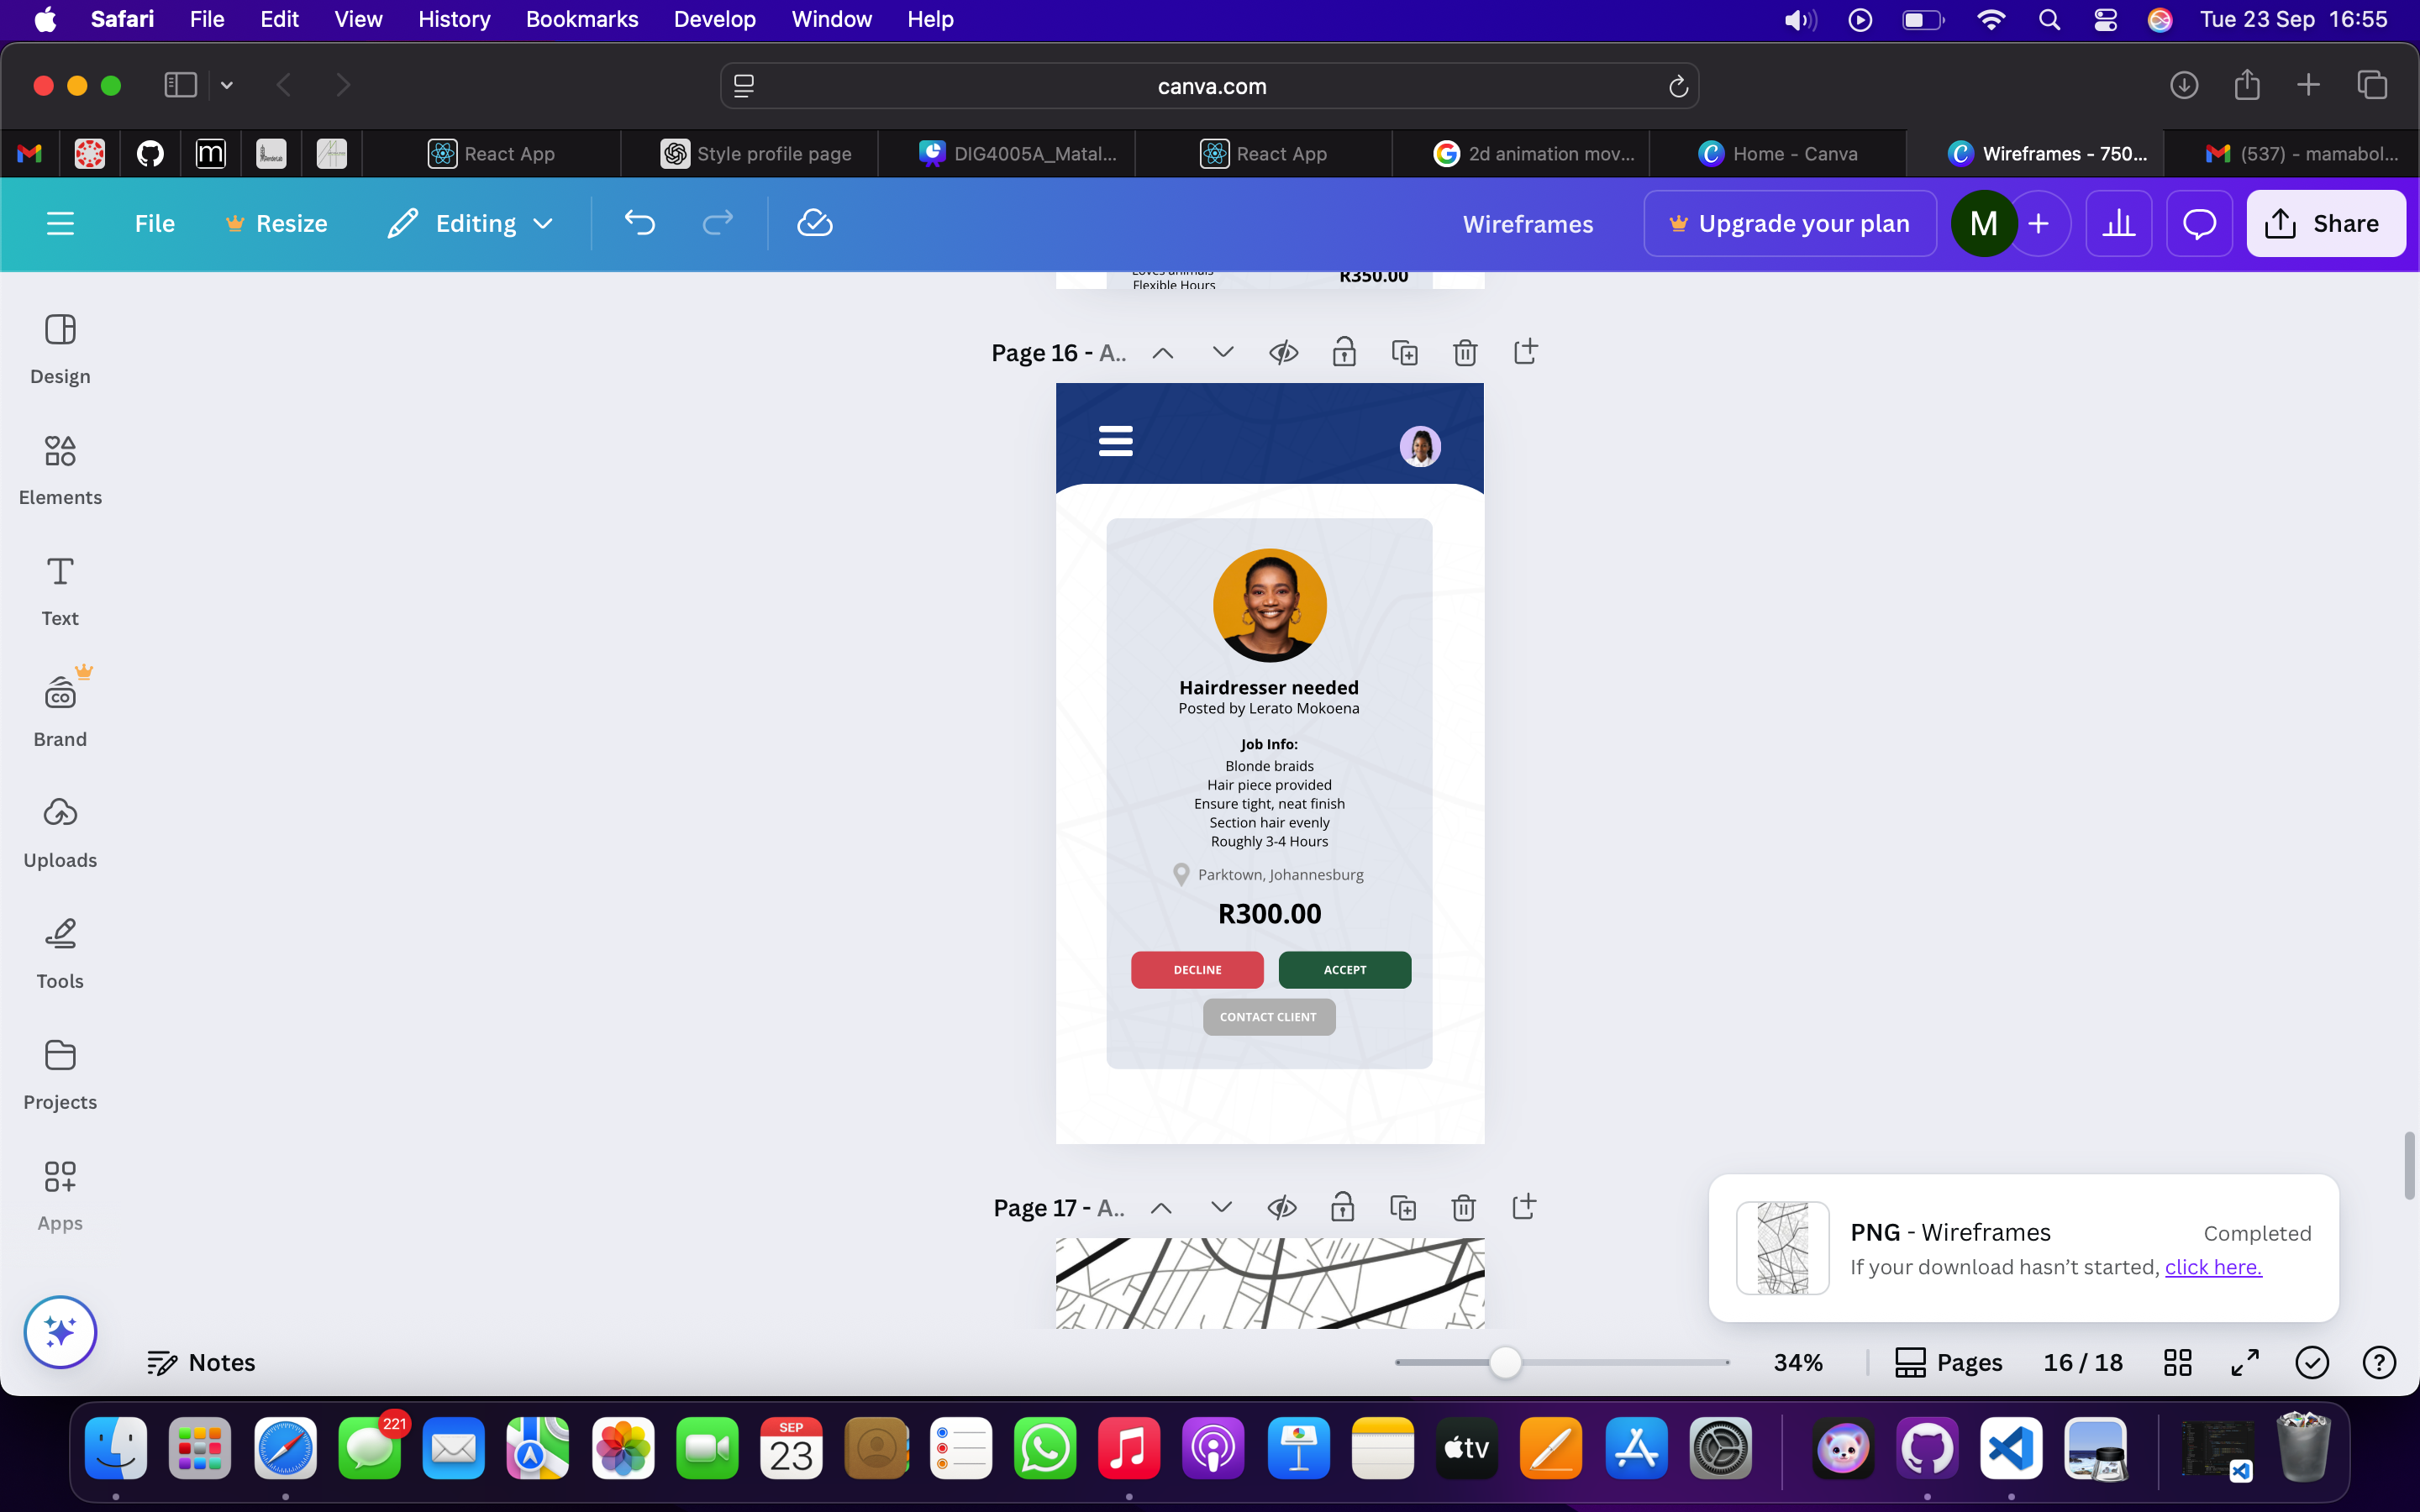 Safari File Edit View History Bookmarks Develop Window Help Tue 23 Sep 16:55
canva.com
React App Style profile page DIG4005A_Matal... React App 2d animation mov... Home - Canva Wireframes - 750... (537) - mamabol...
File Resize Editing Wireframes Upgrade your plan M + Share
Design
Elements
Text
Brand
Uploads
Tools
Projects
Apps
Loves animals
Flexible Hours
R350.00
Page 16 - A..
Hairdresser needed
Posted by Lerato Mokoena
Job Info:
Blonde braids
Hair piece provided
Ensure tight, neat finish
Section hair evenly
Roughly 3-4 Hours
Parktown, Johannesburg
R300.00
DECLINE ACCEPT
CONTACT CLIENT
Page 17 - A..
PNG - Wireframes Completed
If your download hasn't started, click here.
Notes 34% Pages 16 / 18
221
SEP
23
tv